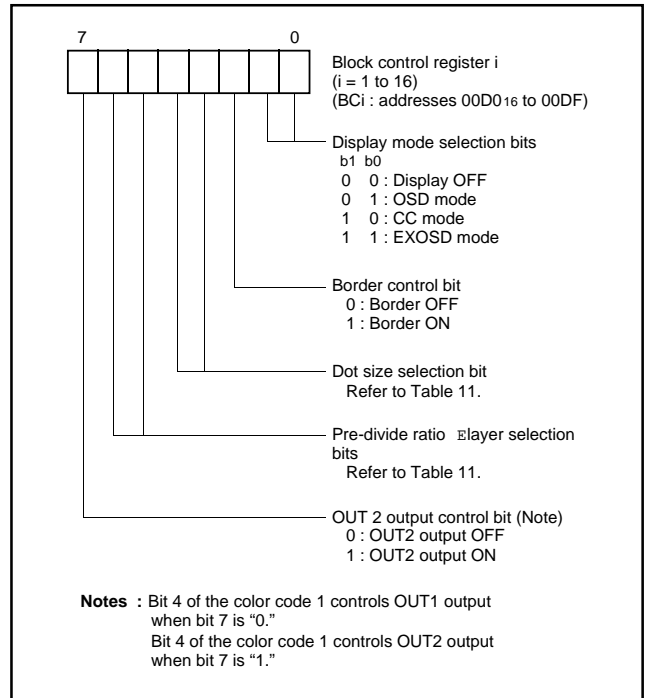 7 0
Block control register i
(i = 1 to 16)
(BCi : addresses 00D016 to 00DF)
Display mode selection bits
b1 b0
0 0 : Display OFF
0 1 : OSD mode
1 0 : CC mode
1 1 : EXOSD mode
Border control bit
0 : Border OFF
1 : Border ON
Dot size selection bit
Refer to Table 11.
Pre-divide ratio Elayer selection
bits
Refer to Table 11.
OUT 2 output control bit (Note)
0 : OUT2 output OFF
1 : OUT2 output ON
Notes : Bit 4 of the color code 1 controls OUT1 output
when bit 7 is “0.”
Bit 4 of the color code 1 controls OUT2 output
when bit 7 is “1.”